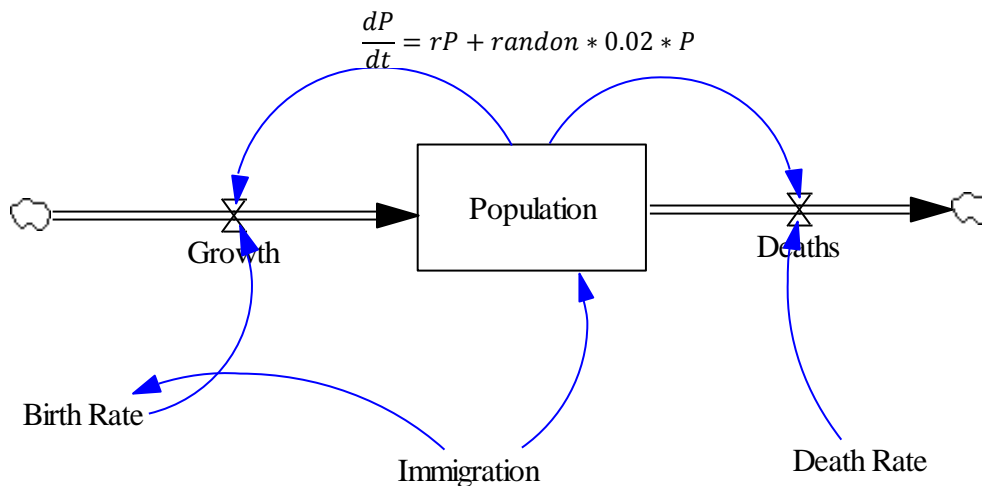 dP/dt = rP + randon * 0.02 * P
Population
Growth
Deaths
Birth Rate
Immigration
Death Rate